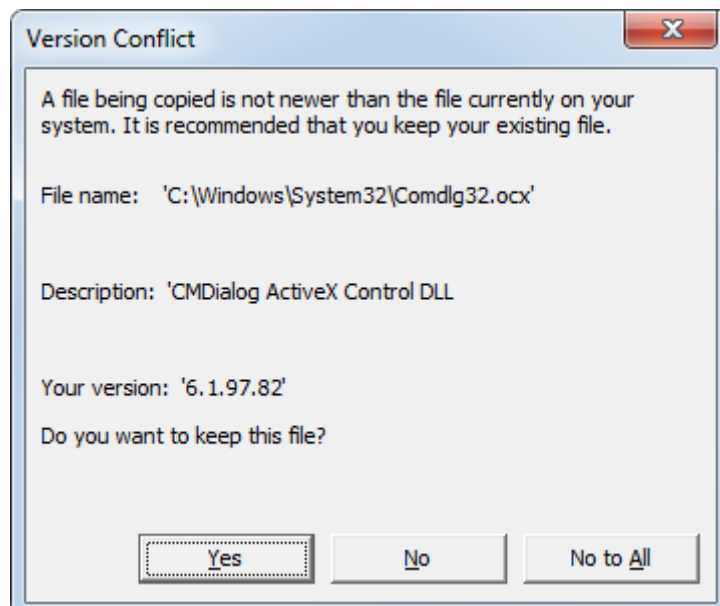 Version Conflict
A file being copied is not newer than the file currently on your
system. It is recommended that you keep your existing file.
File name: 'C:\Windows\System32\Comdlg32.ocx'
Description: 'CMDialog ActiveX Control DLL
Your version: '6.1.97.82'
Do you want to keep this file?
Yes No No to All